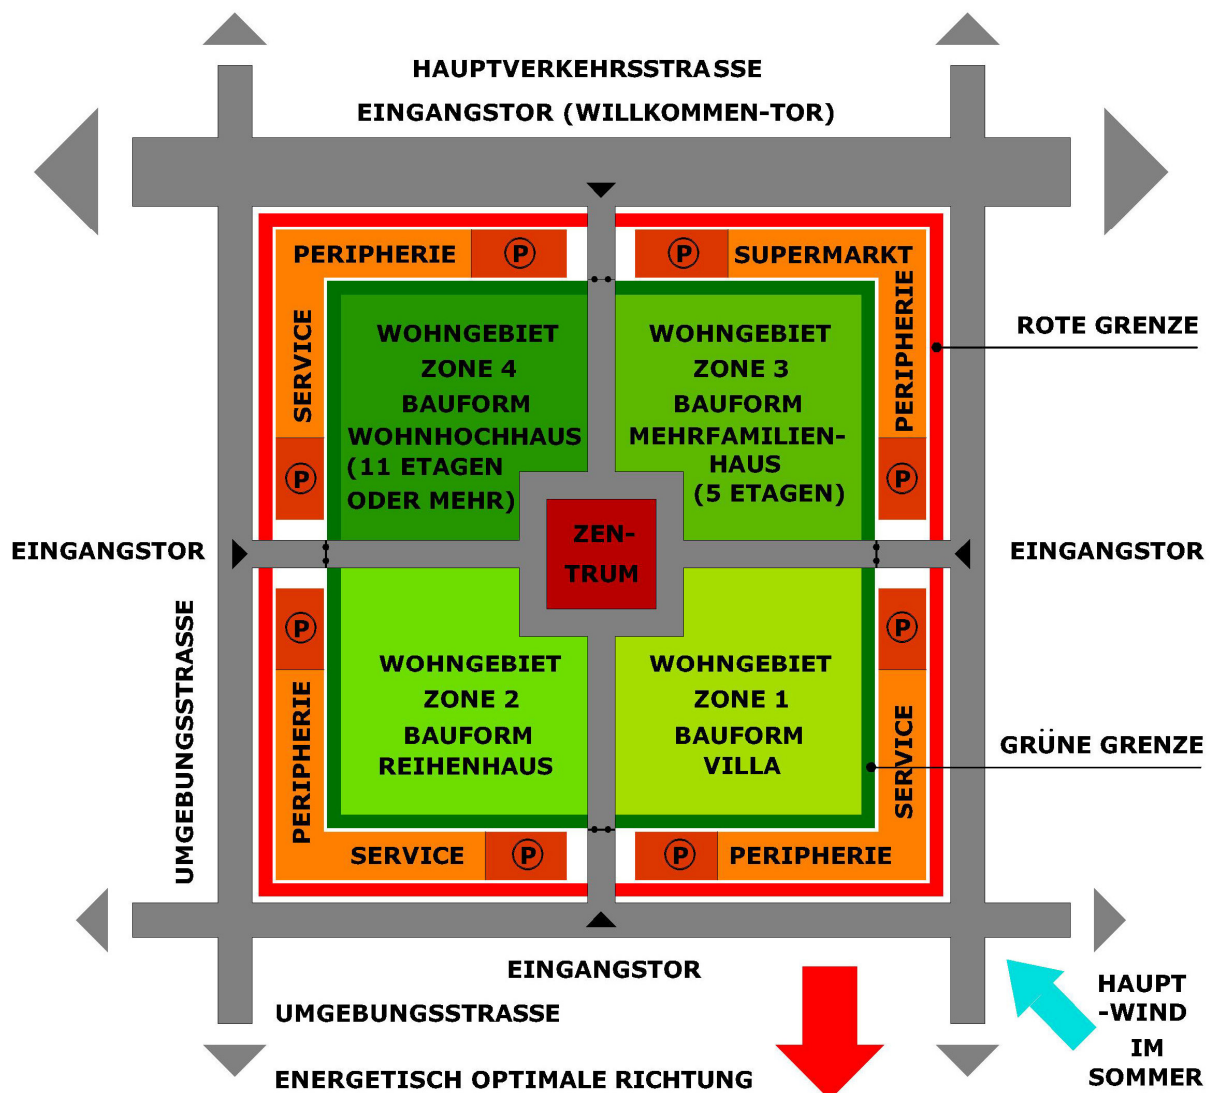 HAUPTVERKEHRSSTRASSE
EINGANGSTOR (WILLKOMMEN-TOR)
PERIPHERIE
P
P
SUPERMARKT
PERIPHERIE
SERVICE
WOHNGEBIET
ZONE 4
BAUFORM
WOHNHOCHHAUS
(11 ETAGEN
ODER MEHR)
WOHNGEBIET
ZONE 3
BAUFORM
MEHRFAMILIEN-
HAUS
(5 ETAGEN)
ROTE GRENZE
P
P
EINGANGSTOR
ZEN-
TRUM
EINGANGSTOR
UMGEBUNGSSTRASSE
P
P
PERIPHERIE
WOHNGEBIET
ZONE 2
BAUFORM
REIHENHAUS
WOHNGEBIET
ZONE 1
BAUFORM
VILLA
SERVICE
GRÜNE GRENZE
SERVICE
P
P
PERIPHERIE
EINGANGSTOR
UMGEBUNGSSTRASSE
ENERGETISCH OPTIMALE RICHTUNG
HAUPT
-WIND
IM
SOMMER